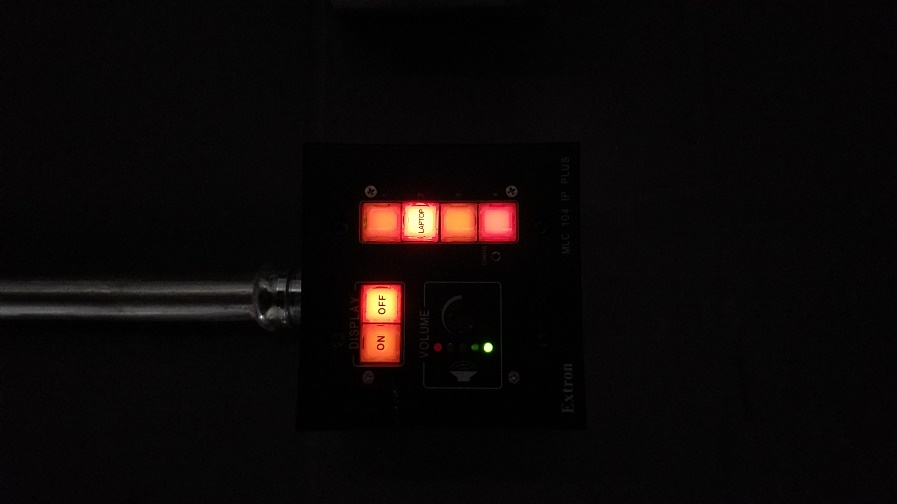 MLC 104 IP PLUS
LAPTOP
DISPLAY
OFF
ON
VOLUME
Extron